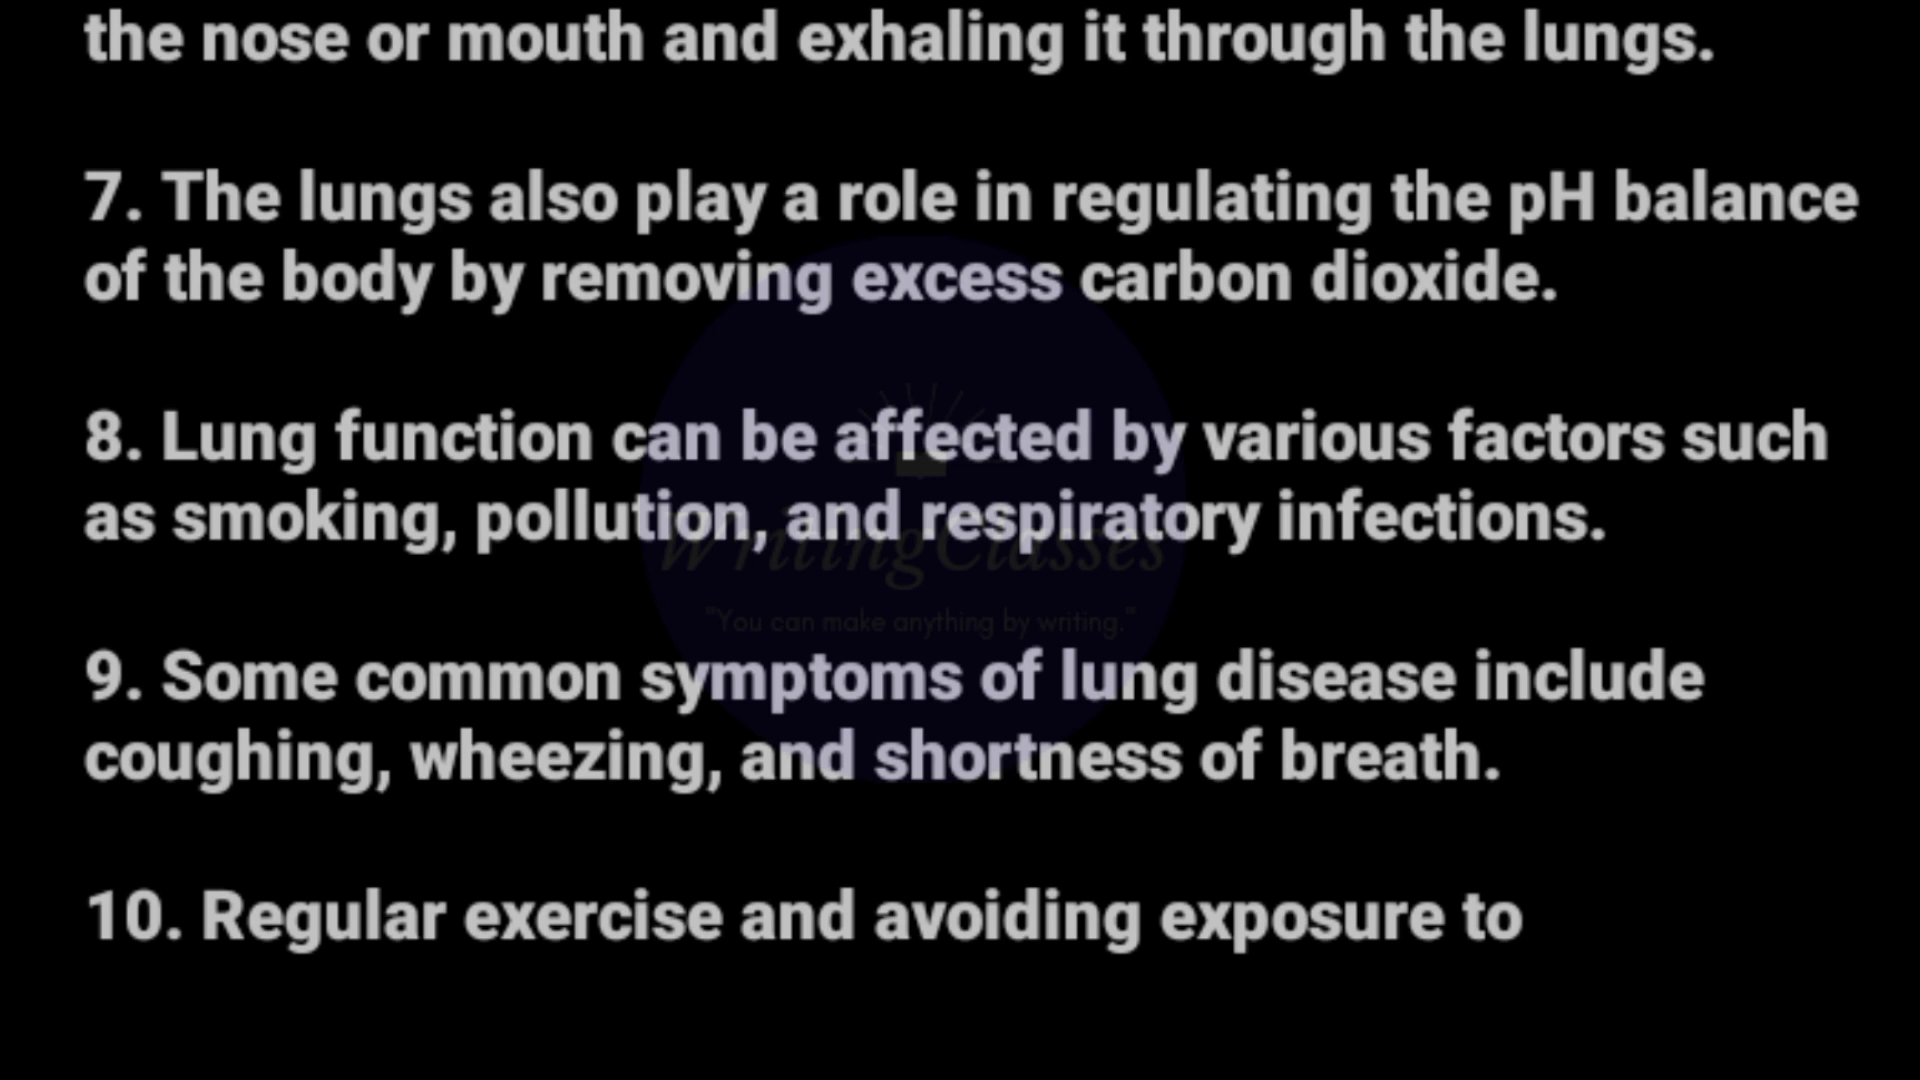 the nose or mouth and exhaling it through the lungs.
7. The lungs also play a role in regulating the pH balance
of the body by removing excess carbon dioxide.
8. Lung function can be affected by various factors such
as smoking, pollution, and respiratory infections.
WritingClasses
"You can make anything by writing."
9. Some common symptoms of lung disease include
coughing, wheezing, and shortness of breath.
10. Regular exercise and avoiding exposure to